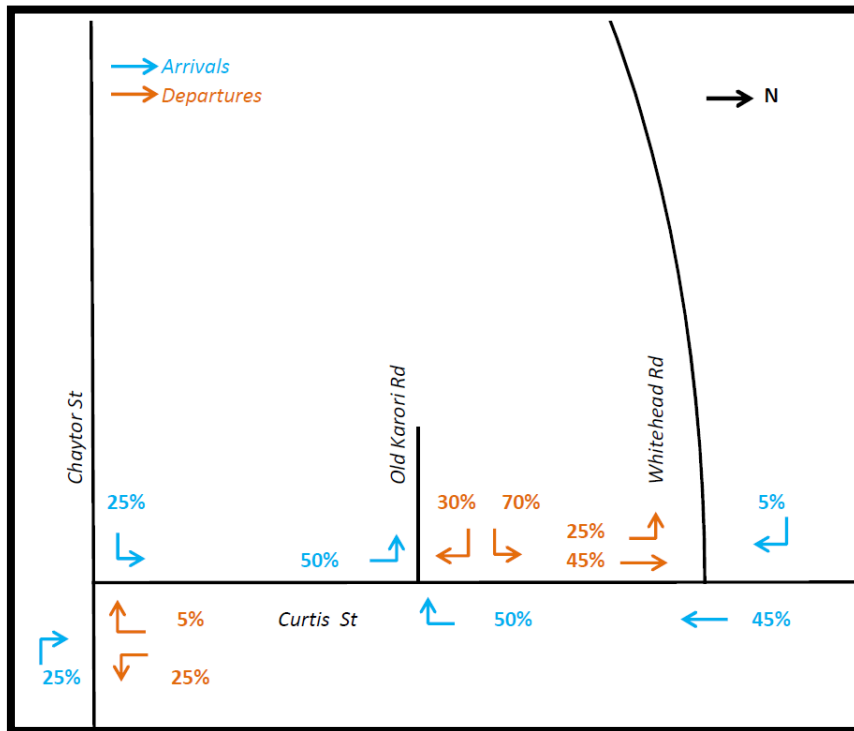 Arrivals
Departures
N
Chaytor St
Old Karori Rd
Whitehead Rd
25%
30% 70%
5%
25%
50%
45%
5%
Curtis St
50%
45%
25%
25%